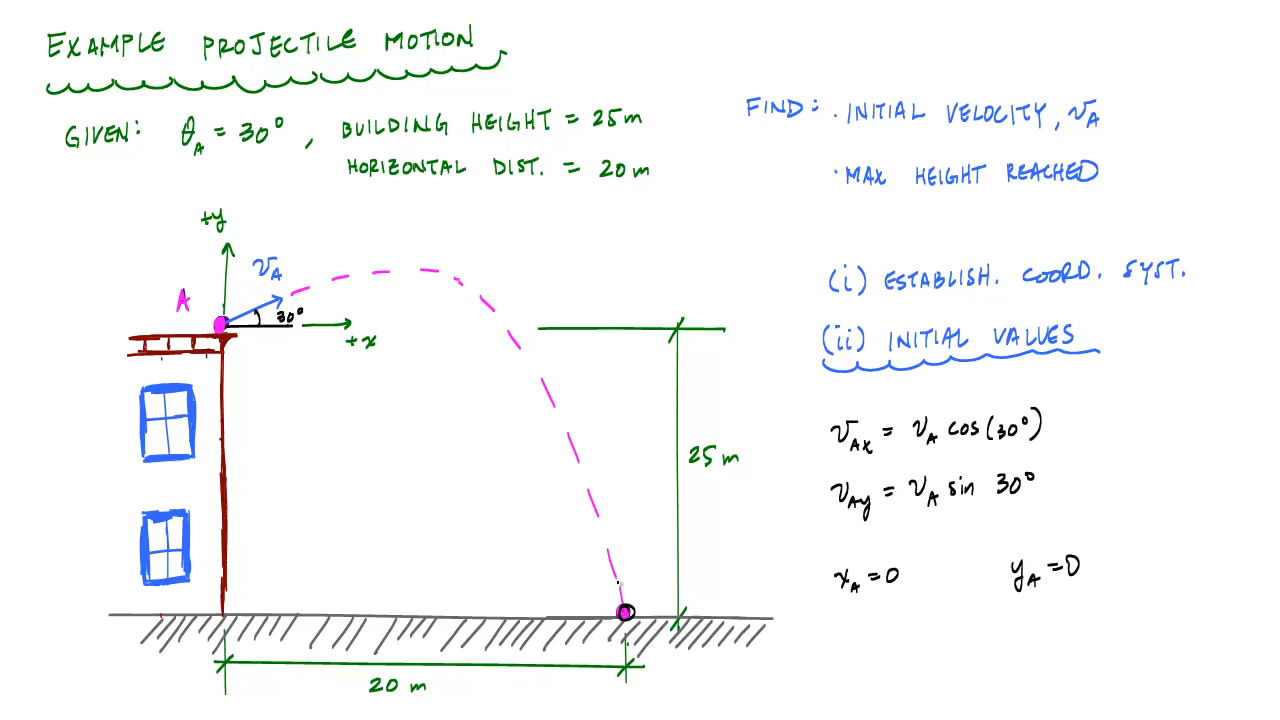 EXAMPLE PROJECTILE MOTION
GIVEN: θA = 30°, BUILDING HEIGHT = 25m
HORIZONTAL DIST. = 20 m
FIND: · INITIAL VELOCITY, vA
· MAX HEIGHT REACHED
+y
vA
A
30°
+x
(i) ESTABLISH. COORD. SYST.
(ii) INITIAL VALUES
vAx = vA cos(30°)
vAy = vA sin 30°
xA = 0 yA = 0
25 m
20 m